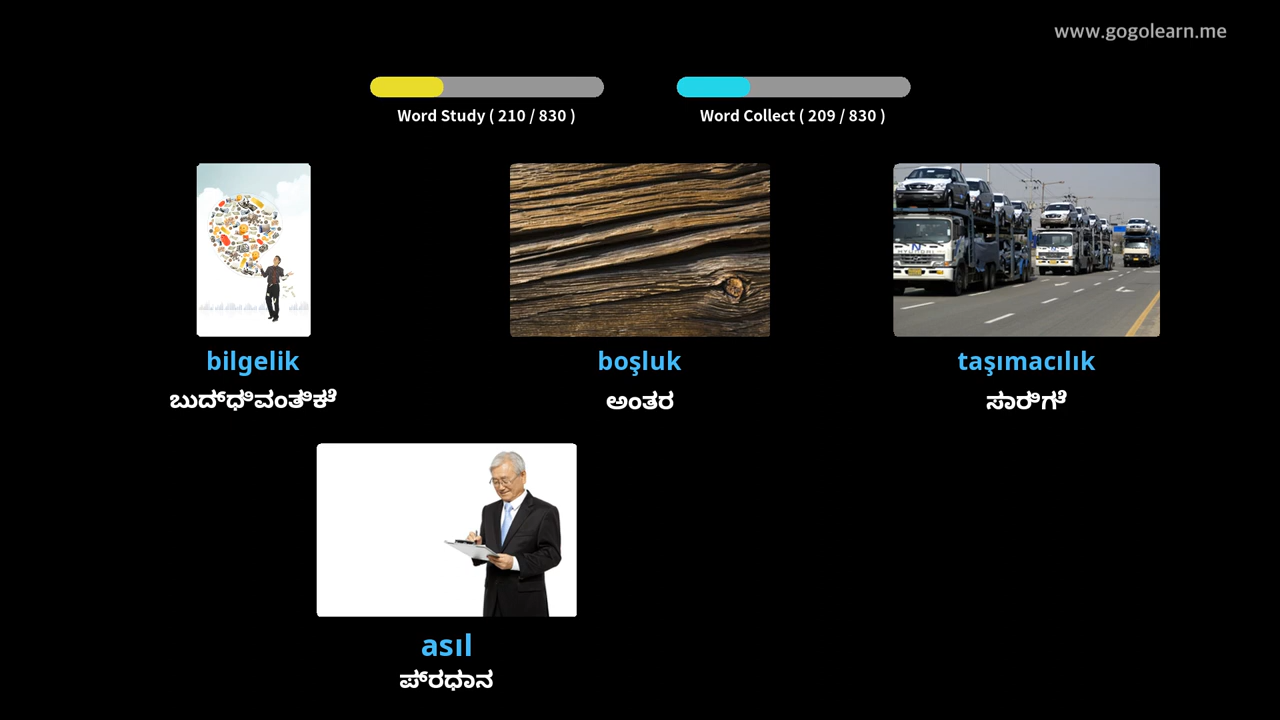 www.gogolearn.me
Word Study ( 210 / 830 )
Word Collect ( 209 / 830 )
bilgelik
boşluk
taşımacılık
ಬುದ್ಧಿವಂತಿಕೆ
ಅಂತರ
ಸಾರಿಗೆ
asıl
ಪ್ರಧಾನ